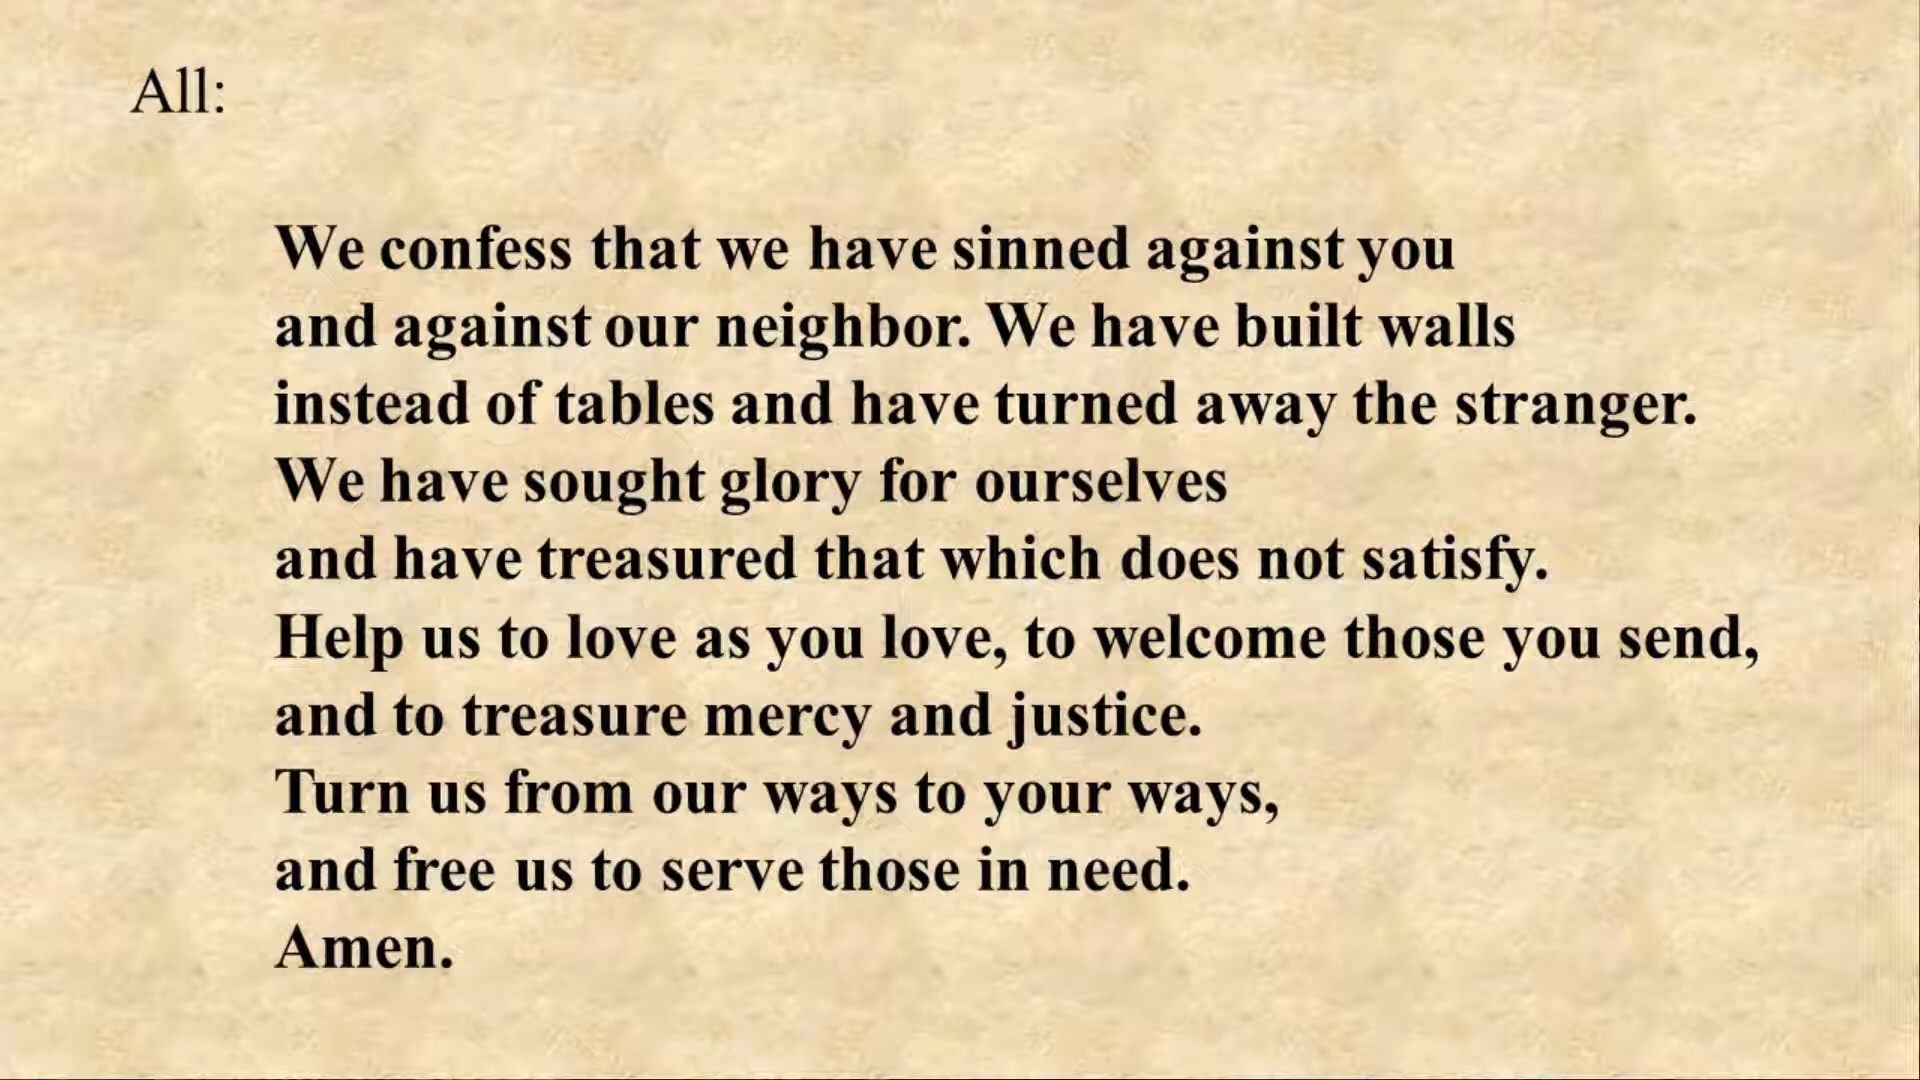 All:
We confess that we have sinned against you
and against our neighbor. We have built walls
instead of tables and have turned away the stranger.
We have sought glory for ourselves
and have treasured that which does not satisfy.
Help us to love as you love, to welcome those you send,
and to treasure mercy and justice.
Turn us from our ways to your ways,
and free us to serve those in need.
Amen.